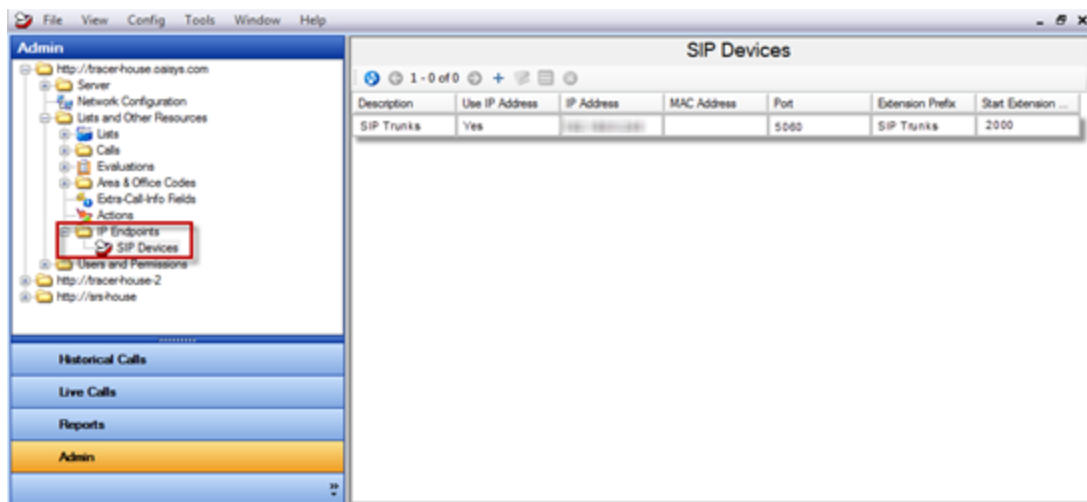 File View Config Tools Window Help
Admin
http://tracer-house.oaisys.com
Server
Network Configuration
Lists and Other Resources
Lists
Calls
Evaluations
Area & Office Codes
Extra-Call-Info Fields
Actions
IP Endpoints
SIP Devices
Users and Permissions
http://tracer-house-2
http://srs-house
Historical Calls
Live Calls
Reports
Admin
SIP Devices
1 - 0 of 0
Description Use IP Address IP Address MAC Address Port Extension Prefix Start Extension ...
SIP Trunks Yes 5060 SIP Trunks 2000